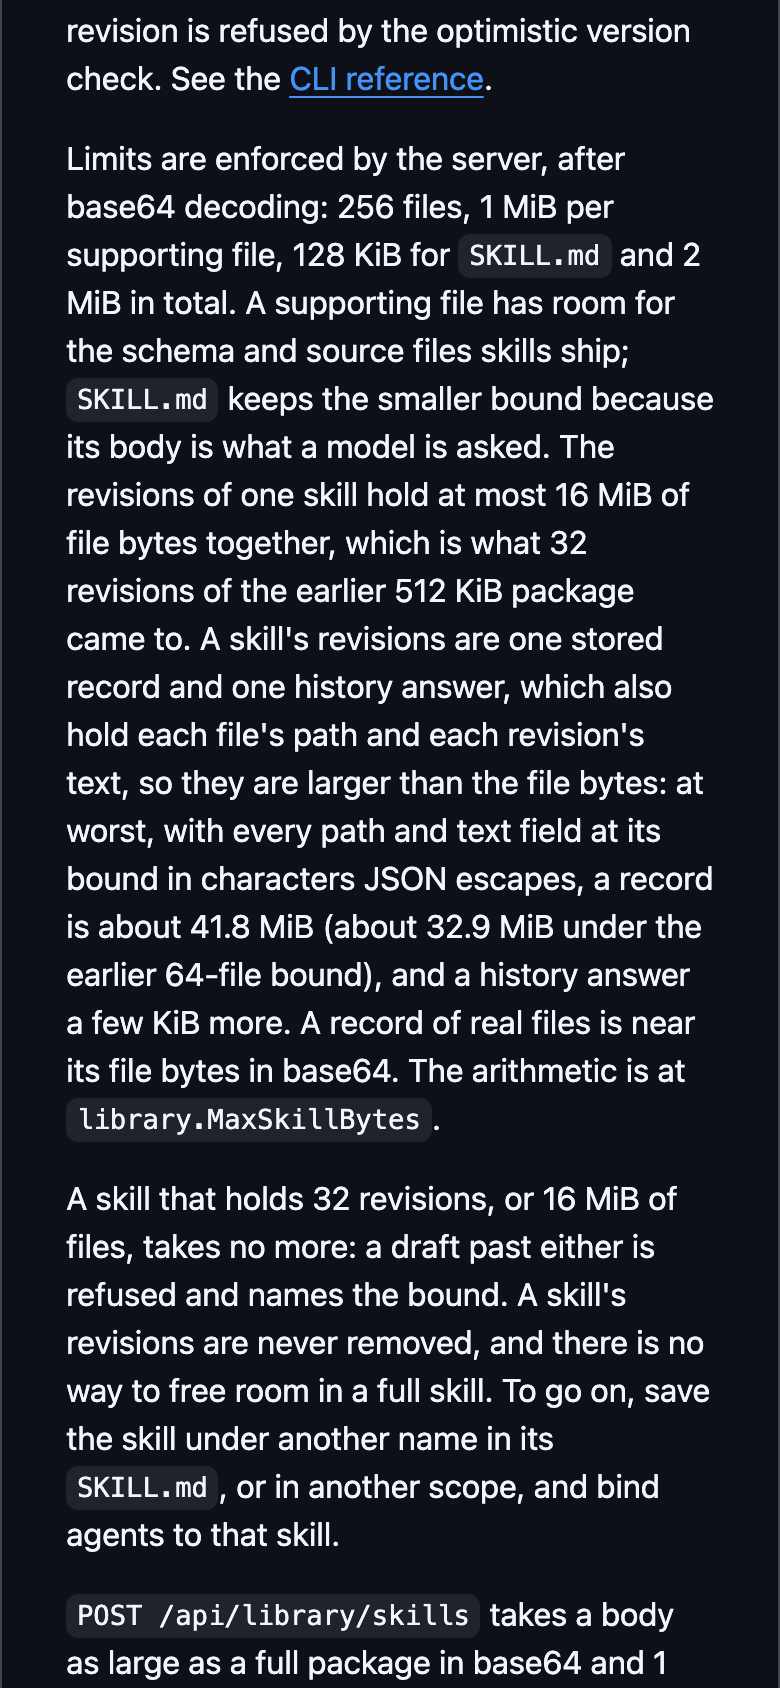 revision is refused by the optimistic version
check. See the CLI reference.
Limits are enforced by the server, after
base64 decoding: 256 files, 1 MiB per
supporting file, 128 KiB for SKILL.md and 2
MiB in total. A supporting file has room for
the schema and source files skills ship;
SKILL.md keeps the smaller bound because
its body is what a model is asked. The
revisions of one skill hold at most 16 MiB of
file bytes together, which is what 32
revisions of the earlier 512 KiB package
came to. A skill's revisions are one stored
record and one history answer, which also
hold each file's path and each revision's
text, so they are larger than the file bytes: at
worst, with every path and text field at its
bound in characters JSON escapes, a record
is about 41.8 MiB (about 32.9 MiB under the
earlier 64-file bound), and a history answer
a few KiB more. A record of real files is near
its file bytes in base64. The arithmetic is at
library.MaxSkillBytes.
A skill that holds 32 revisions, or 16 MiB of
files, takes no more: a draft past either is
refused and names the bound. A skill's
revisions are never removed, and there is no
way to free room in a full skill. To go on, save
the skill under another name in its
SKILL.md, or in another scope, and bind
agents to that skill.
POST /api/library/skills takes a body
as large as a full package in base64 and 1